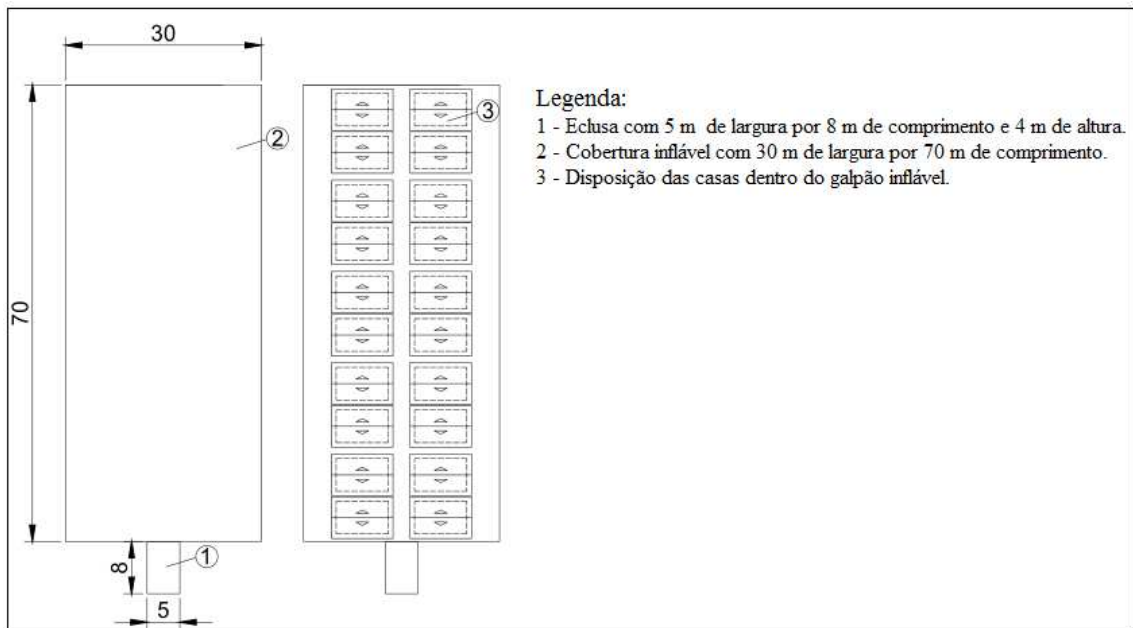 30
70
2
3
8
1
5
Legenda:
1 - Eclusa com 5 m de largura por 8 m de comprimento e 4 m de altura.
2 - Cobertura inflável com 30 m de largura por 70 m de comprimento.
3 - Disposição das casas dentro do galpão inflável.